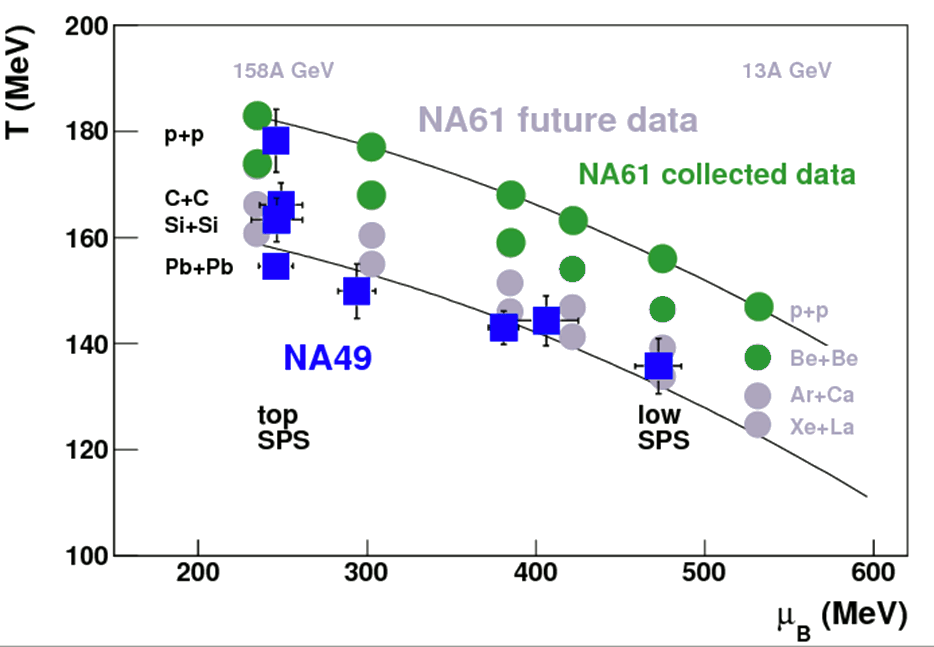 T (MeV)
200
180
160
140
120
100
158A GeV
13A GeV
NA61 future data
NA61 collected data
p+p
C+C
Si+Si
Pb+Pb
NA49
top
SPS
low
SPS
p+p
Be+Be
Ar+Ca
Xe+La
200
300
400
500
600
μB (MeV)